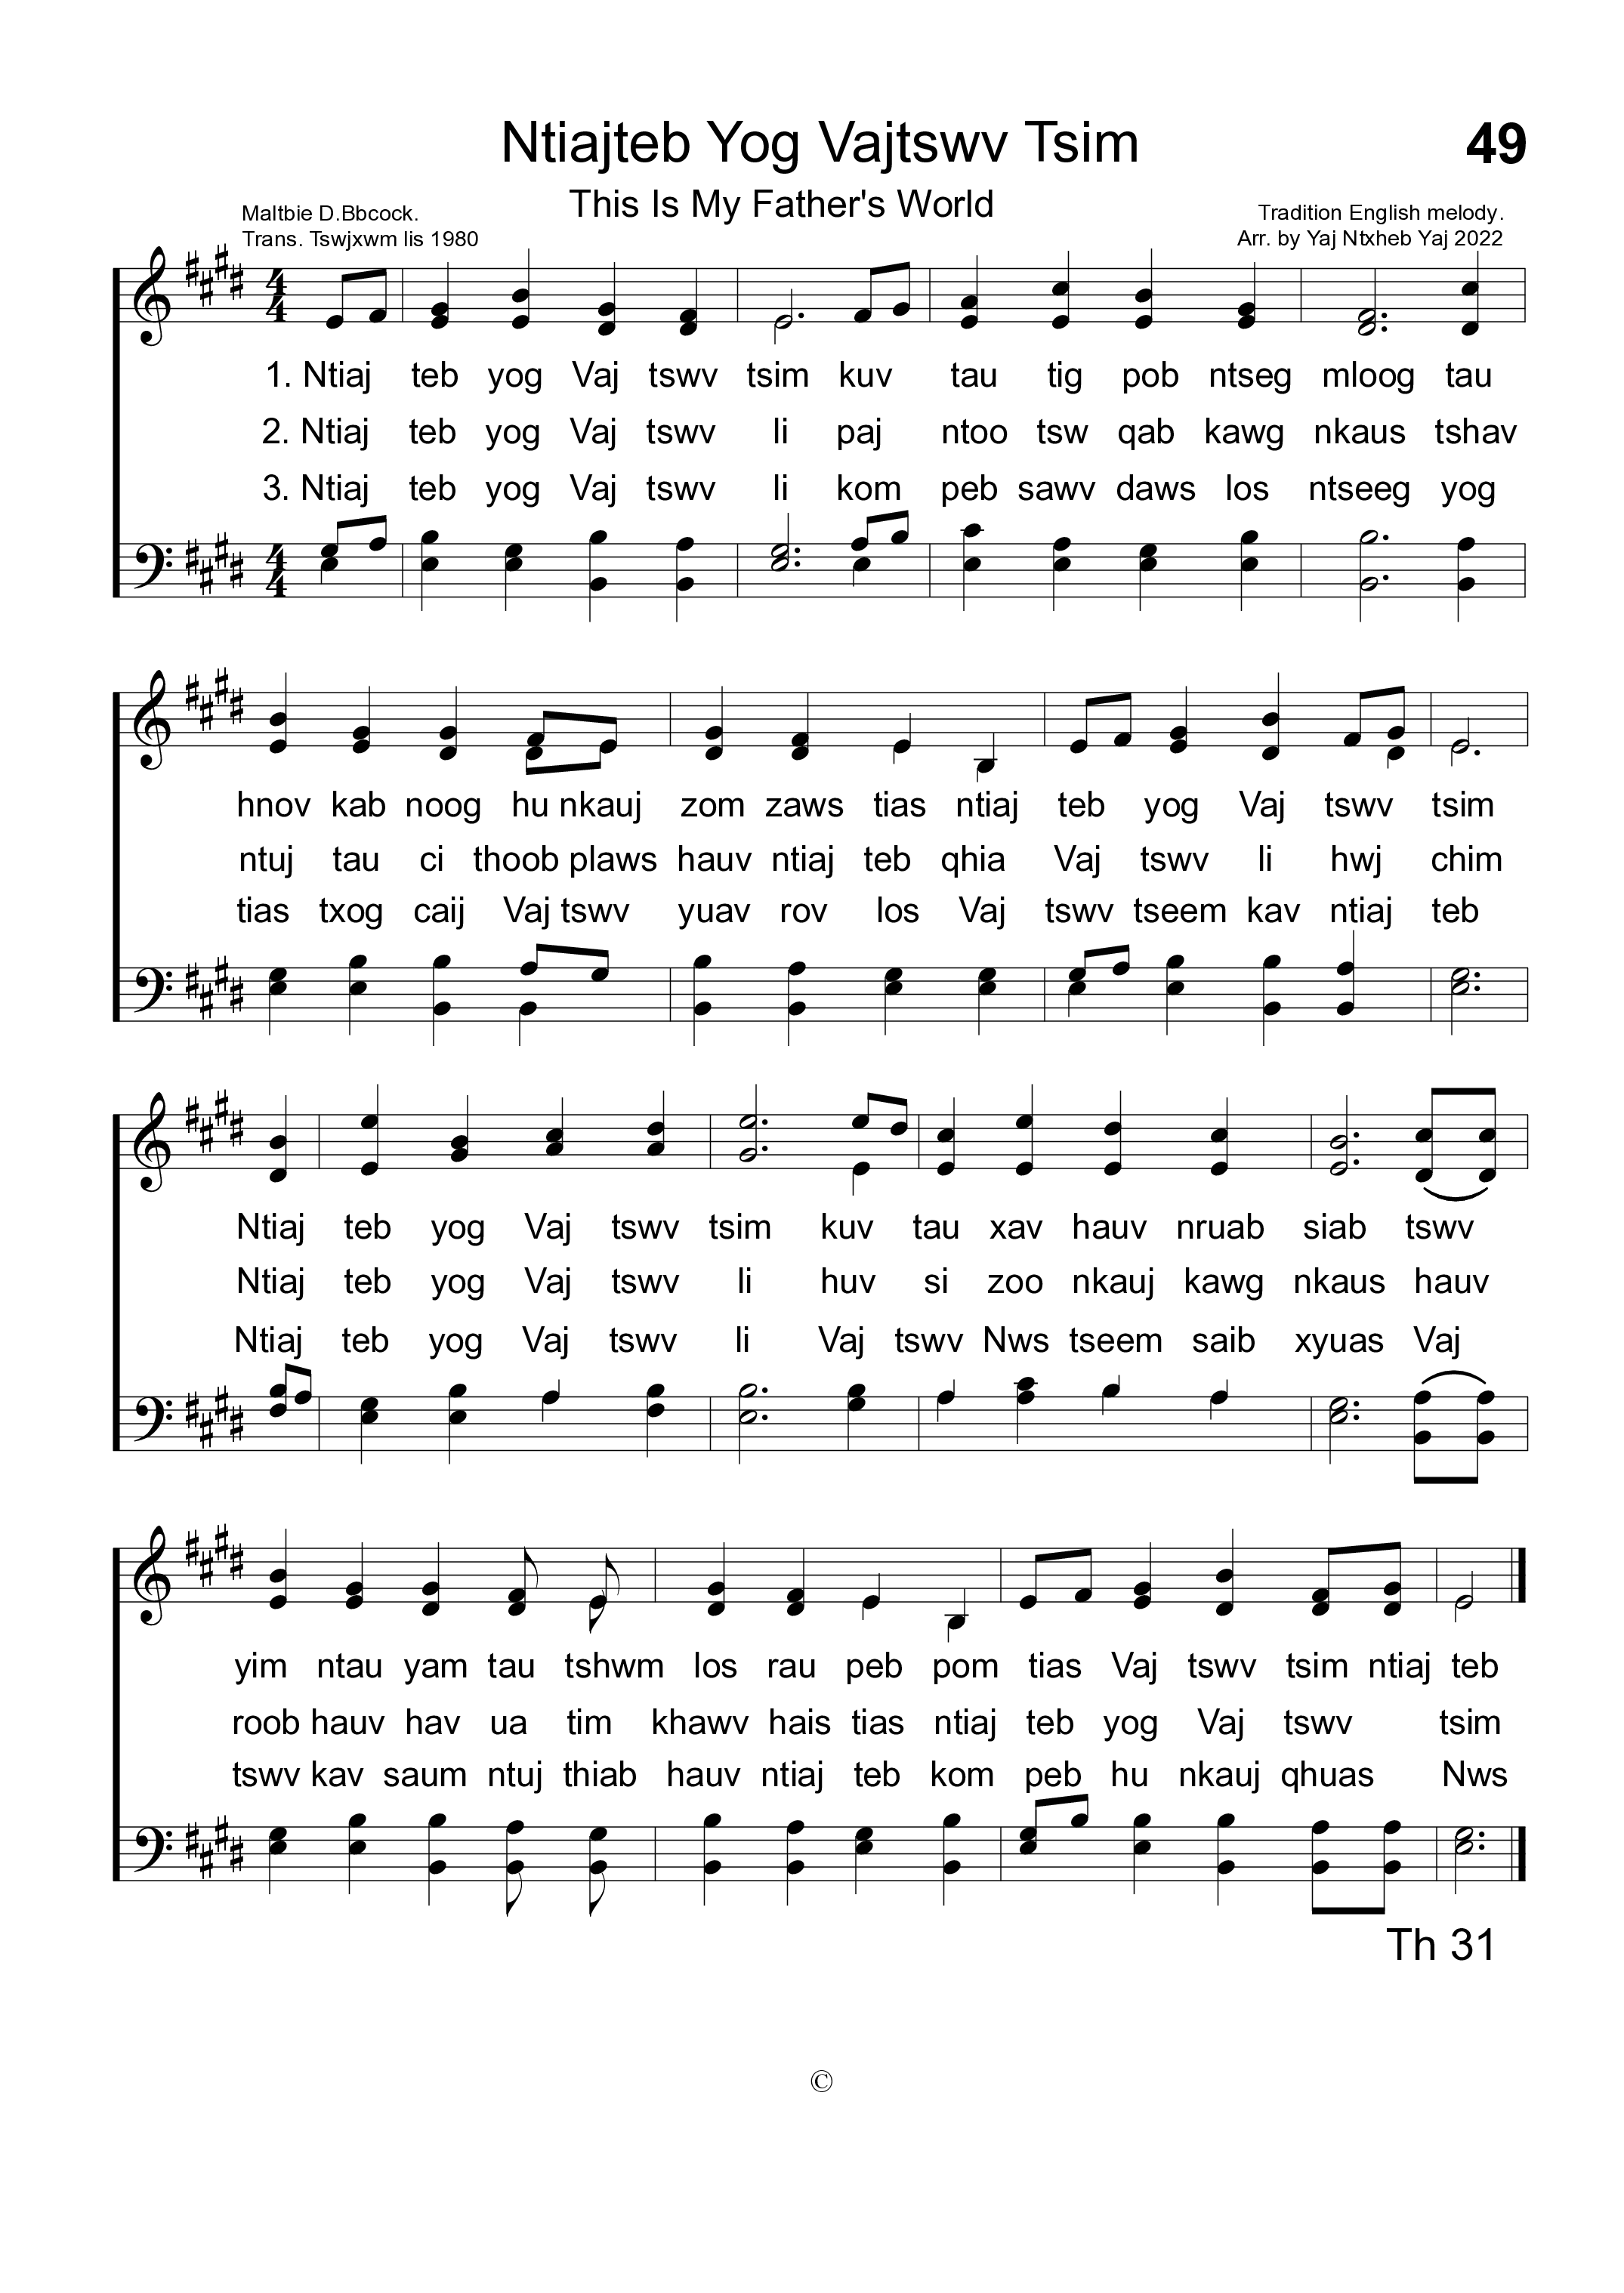 Ntiajteb Yog Vajtswv Tsim
49
This Is My Father's World
Maltbie D.Bbcock.
Trans. Tswjxwm lis 1980
Tradition English melody.
Arr. by Yaj Ntxheb Yaj 2022
4 4
1. Ntiaj teb yog Vaj tswv tsim kuv tau tig pob ntseg mloog tau
2. Ntiaj teb yog Vaj tswv li paj ntoo tsw qab kawg nkaus tshav
3. Ntiaj teb yog Vaj tswv li kom peb sawv daws los ntseeg yog
4 4
hnov kab noog hu nkauj zom zaws tias ntiaj teb yog Vaj tswv tsim
ntuj tau ci thoob plaws hauv ntiaj teb qhia Vaj tswv li hwj chim
tias txog caij Vaj tswv yuav rov los Vaj tswv tseem kav ntiaj teb
Ntiaj teb yog Vaj tswv tsim kuv tau xav hauv nruab siab tswv
Ntiaj teb yog Vaj tswv li huv si zoo nkauj kawg nkaus hauv
Ntiaj teb yog Vaj tswv li Vaj tswv Nws tseem saib xyuas Vaj
yim ntau yam tau tshwm los rau peb pom tias Vaj tswv tsim ntiaj teb
roob hauv hav ua tim khawv hais tias ntiaj teb yog Vaj tswv tsim
tswv kav saum ntuj thiab hauv ntiaj teb kom peb hu nkauj qhuas Nws
Th 31
©